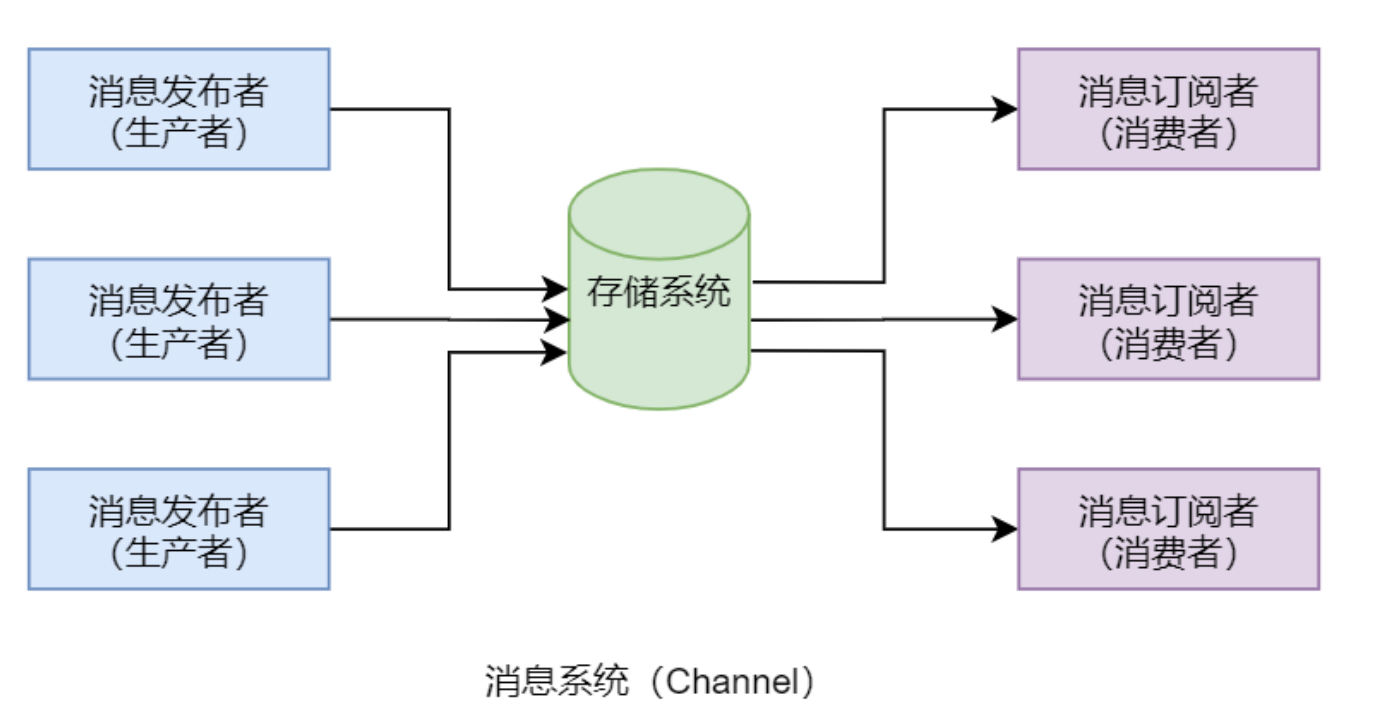 消息发布者
（生产者）
消息订阅者
（消费者）
消息发布者
（生产者）
存储系统
消息订阅者
（消费者）
消息发布者
（生产者）
消息订阅者
（消费者）
消息系统（Channel）